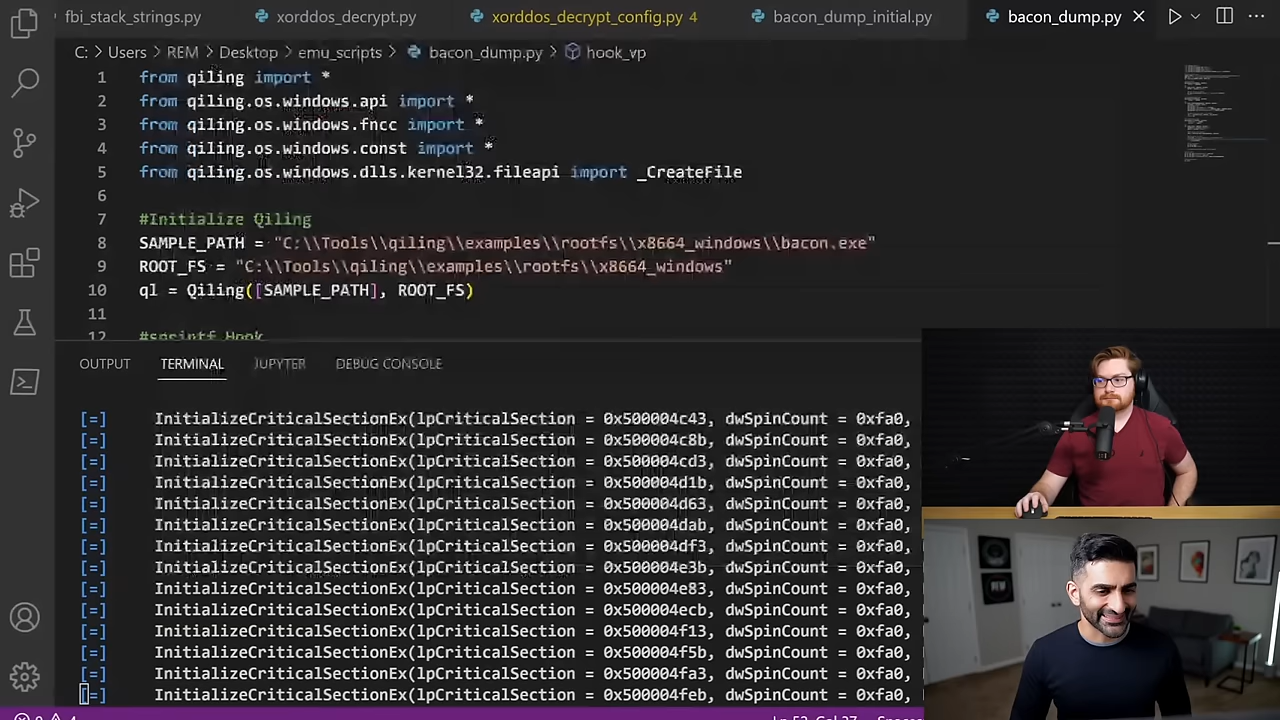 fbi_stack_strings.py xorddos_decrypt.py xorddos_decrypt_config.py 4 bacon_dump_initial.py bacon_dump.py
C: > Users > REM > Desktop > emu_scripts > bacon_dump.py > hook_vp
1 from qiling import *
2 from qiling.os.windows.api import *
3 from qiling.os.windows.fncc import *
4 from qiling.os.windows.const import *
5 from qiling.os.windows.dlls.kernel32.fileapi import _CreateFile
6
7 #Initialize Qiling
8 SAMPLE_PATH = "C:\\Tools\\qiling\\examples\\rootfs\\x8664_windows\\bacon.exe"
9 ROOT_FS = "C:\\Tools\\qiling\\examples\\rootfs\\x8664_windows"
10 ql = Qiling([SAMPLE_PATH], ROOT_FS)
11
12 #sprintf Hook
OUTPUT TERMINAL JUPYTER DEBUG CONSOLE
[=] InitializeCriticalSectionEx(lpCriticalSection = 0x500004c43, dwSpinCount = 0xfa0,
[=] InitializeCriticalSectionEx(lpCriticalSection = 0x500004c8b, dwSpinCount = 0xfa0,
[=] InitializeCriticalSectionEx(lpCriticalSection = 0x500004cd3, dwSpinCount = 0xfa0,
[=] InitializeCriticalSectionEx(lpCriticalSection = 0x500004d1b, dwSpinCount = 0xfa0,
[=] InitializeCriticalSectionEx(lpCriticalSection = 0x500004d63, dwSpinCount = 0xfa0,
[=] InitializeCriticalSectionEx(lpCriticalSection = 0x500004dab, dwSpinCount = 0xfa0,
[=] InitializeCriticalSectionEx(lpCriticalSection = 0x500004df3, dwSpinCount = 0xfa0,
[=] InitializeCriticalSectionEx(lpCriticalSection = 0x500004e3b, dwSpinCount = 0xfa0,
[=] InitializeCriticalSectionEx(lpCriticalSection = 0x500004e83, dwSpinCount = 0xfa0,
[=] InitializeCriticalSectionEx(lpCriticalSection = 0x500004ecb, dwSpinCount = 0xfa0,
[=] InitializeCriticalSectionEx(lpCriticalSection = 0x500004f13, dwSpinCount = 0xfa0,
[=] InitializeCriticalSectionEx(lpCriticalSection = 0x500004f5b, dwSpinCount = 0xfa0,
[=] InitializeCriticalSectionEx(lpCriticalSection = 0x500004fa3, dwSpinCount = 0xfa0,
[=] InitializeCriticalSectionEx(lpCriticalSection = 0x500004feb, dwSpinCount = 0xfa0,